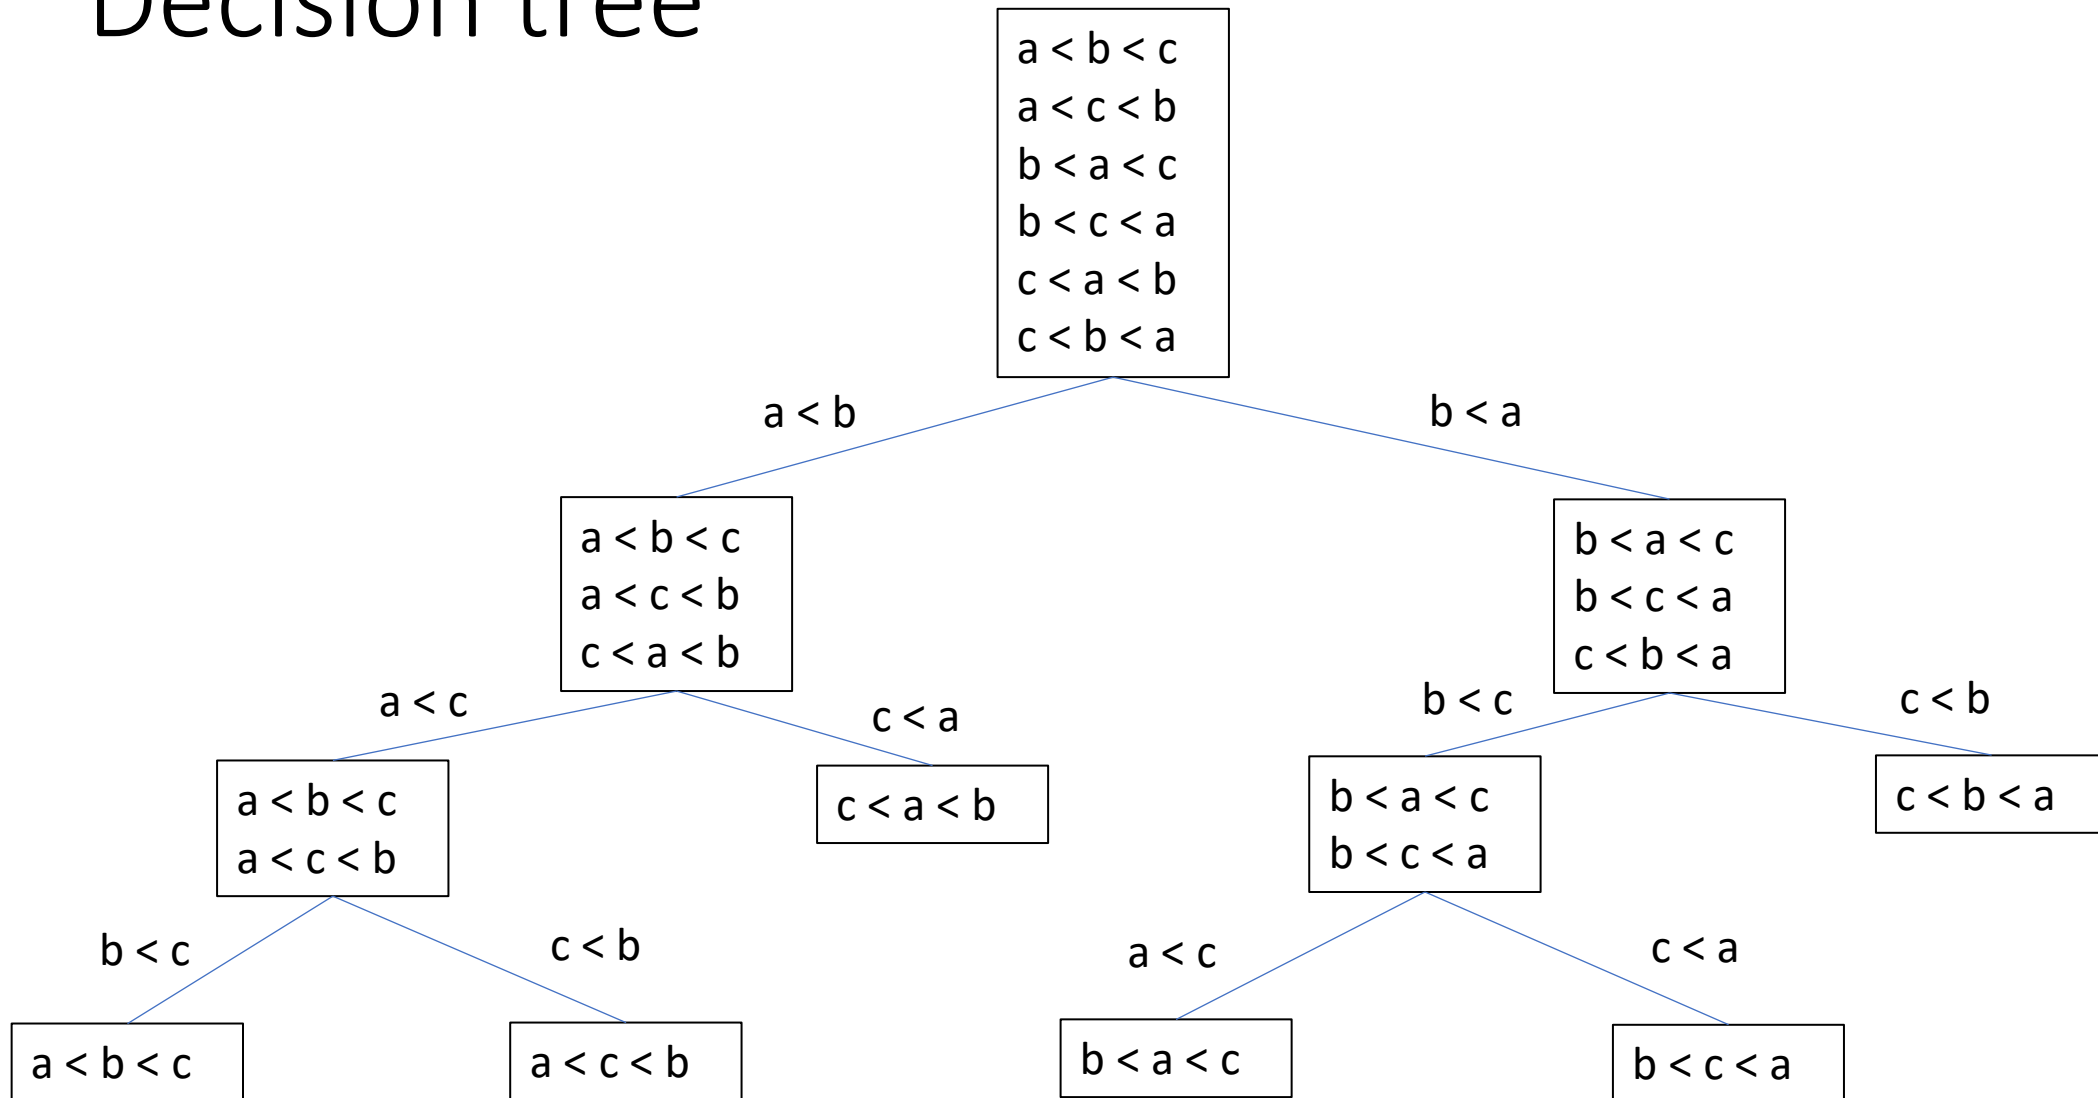 Decision tree
a < b < c
a < c < b
b < a < c
b < c < a
c < a < b
c < b < a
a < b
b < a
a < b < c
a < c < b
c < a < b
b < a < c
b < c < a
c < b < a
a < c
c < a
b < c
c < b
a < b < c
a < c < b
c < a < b
b < a < c
b < c < a
c < b < a
b < c
c < b
a < c
c < a
a < b < c
a < c < b
b < a < c
b < c < a